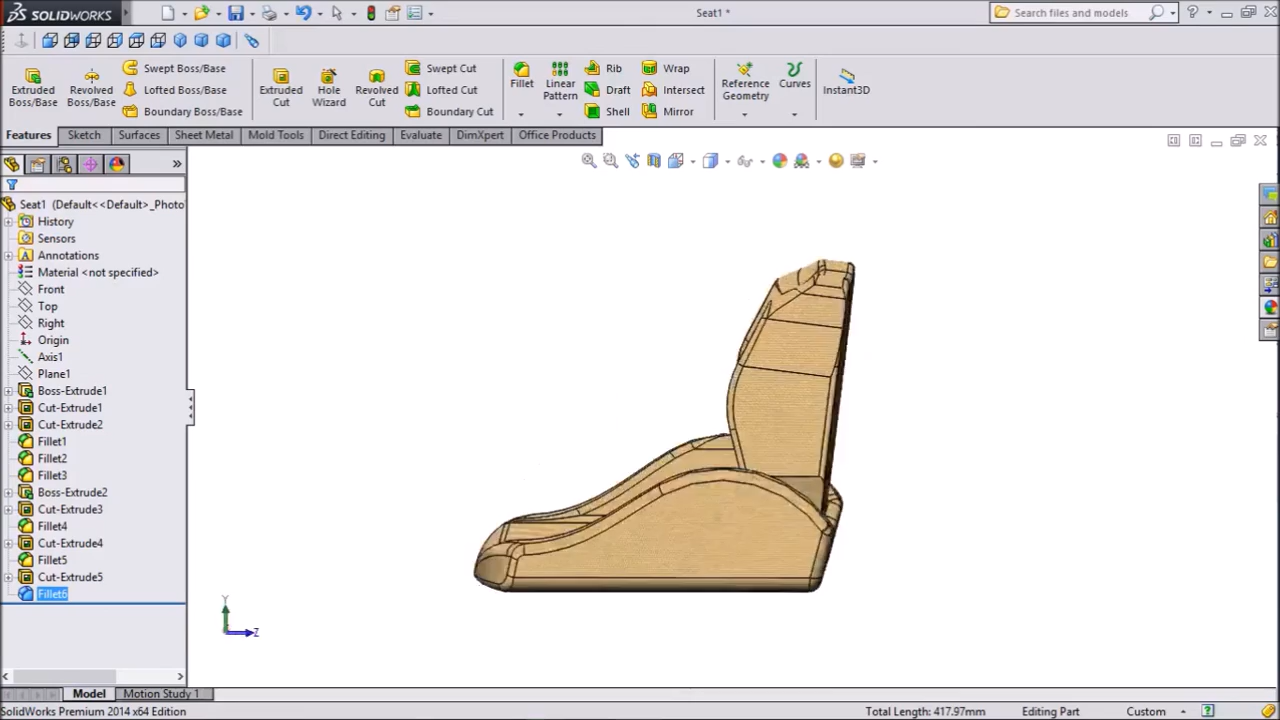 SOLIDWORKS
Seat1 *
Search files and models
Extruded Boss/Base
Revolved Boss/Base
Swept Boss/Base
Lofted Boss/Base
Boundary Boss/Base
Extruded Cut
Hole Wizard
Revolved Cut
Swept Cut
Lofted Cut
Boundary Cut
Fillet
Linear Pattern
Rib
Draft
Shell
Wrap
Intersect
Mirror
Reference Geometry
Curves
Instant3D
Features Sketch Surfaces Sheet Metal Mold Tools Direct Editing Evaluate DimXpert Office Products
Seat1 (Default<<Default>_Photo
History
Sensors
Annotations
Material <not specified>
Front
Top
Right
Origin
Axis1
Plane1
Boss-Extrude1
Cut-Extrude1
Cut-Extrude2
Fillet1
Fillet2
Fillet3
Boss-Extrude2
Cut-Extrude3
Fillet4
Cut-Extrude4
Fillet5
Cut-Extrude5
Fillet6
Y
Z
Model Motion Study 1
SolidWorks Premium 2014 x64 Edition Total Length: 417.97mm Editing Part Custom